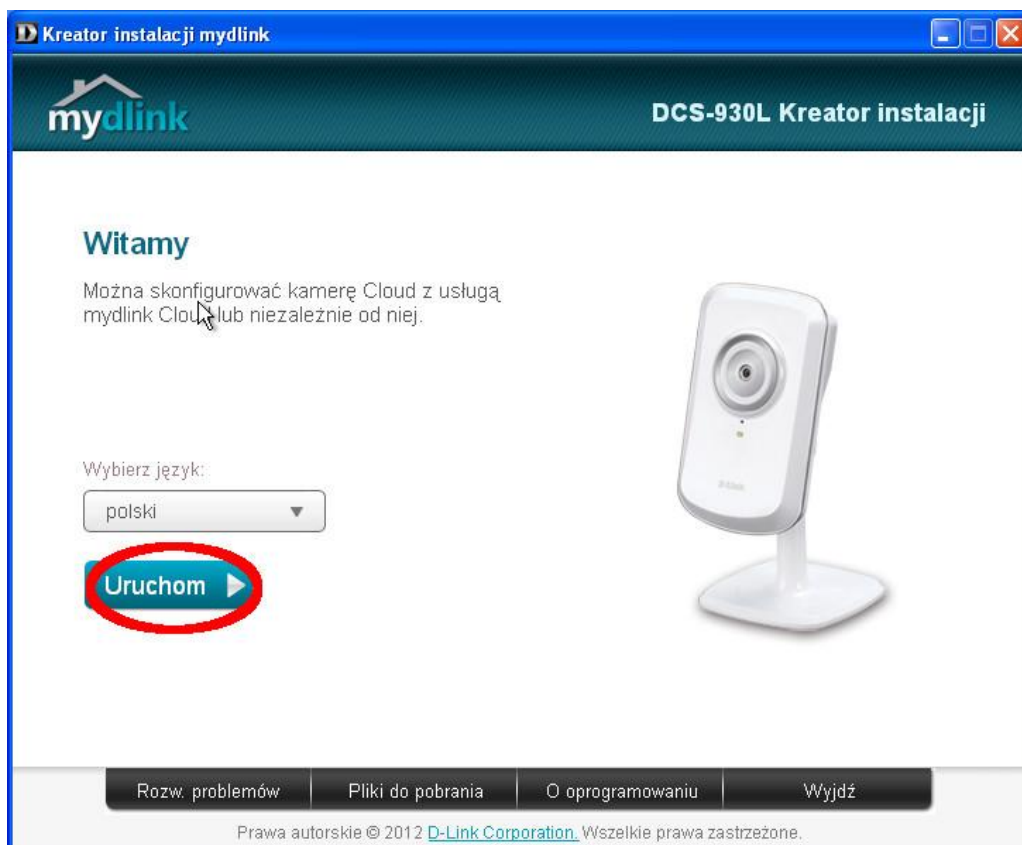 Kreator instalacji mydlink
mydlink
DCS-930L Kreator instalacji
Witamy
Można skonfigurować kamerę Cloud z usługą
mydlink Cloud lub niezależnie od niej.
Wybierz język:
polski
Uruchom
D-Link
Rozw. problemów
Pliki do pobrania
O oprogramowaniu
Wyjdź
Prawa autorskie © 2012 D-Link Corporation. Wszelkie prawa zastrzeżone.